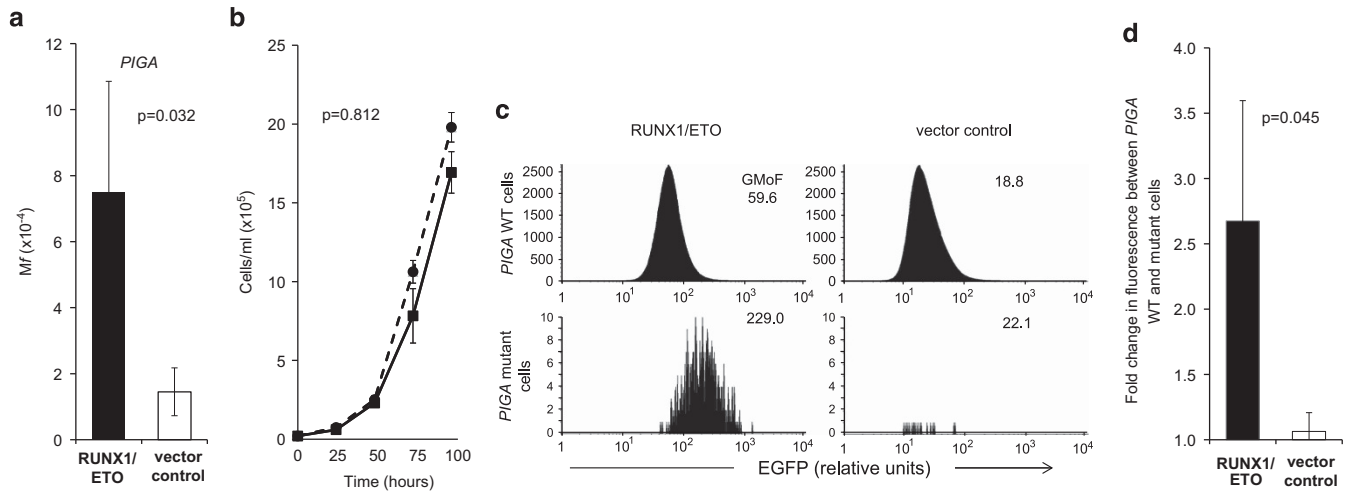 a
12
10
8
6
4
2
0
Mf (x10-4)
PIGA
p=0.032
RUNX1/
ETO
vector
control
b
25
20
15
10
5
0
Cells/ml (x10⁵)
p=0.812
0 25 50 75 100
Time (hours)
c
RUNX1/ETO
vector control
PIGA WT cells
2500
2000
1500
1000
500
0
GMoF
59.6
1 10¹ 10² 10³ 10⁴
2500
2000
1500
1000
500
0
18.8
1 10¹ 10² 10³ 10⁴
PIGA mutant
cells
10
8
6
4
2
0
229.0
1 10¹ 10² 10³ 10⁴
10
8
6
4
2
0
22.1
1 10¹ 10² 10³ 10⁴
EGFP (relative units)
d
4.0
3.5
3.0
2.5
2.0
1.5
1.0
Fold change in fluorescence between PIGA
WT and mutant cells
p=0.045
RUNX1/
ETO
vector
control